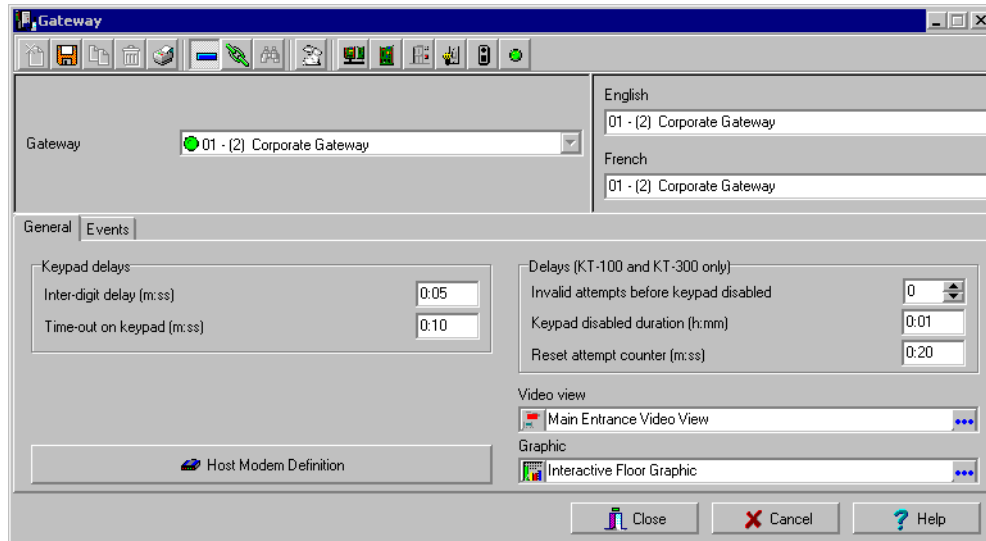 Gateway
Gateway
01 - (2) Corporate Gateway
English
01 - (2) Corporate Gateway
French
01 - (2) Corporate Gateway
General
Events
Keypad delays
Inter-digit delay (m:ss)
0:05
Time-out on keypad (m:ss)
0:10
Delays (KT-100 and KT-300 only)
Invalid attempts before keypad disabled
0
Keypad disabled duration (h:mm)
0:01
Reset attempt counter (m:ss)
0:20
Video view
Main Entrance Video View
Graphic
Interactive Floor Graphic
Host Modem Definition
Close
Cancel
Help